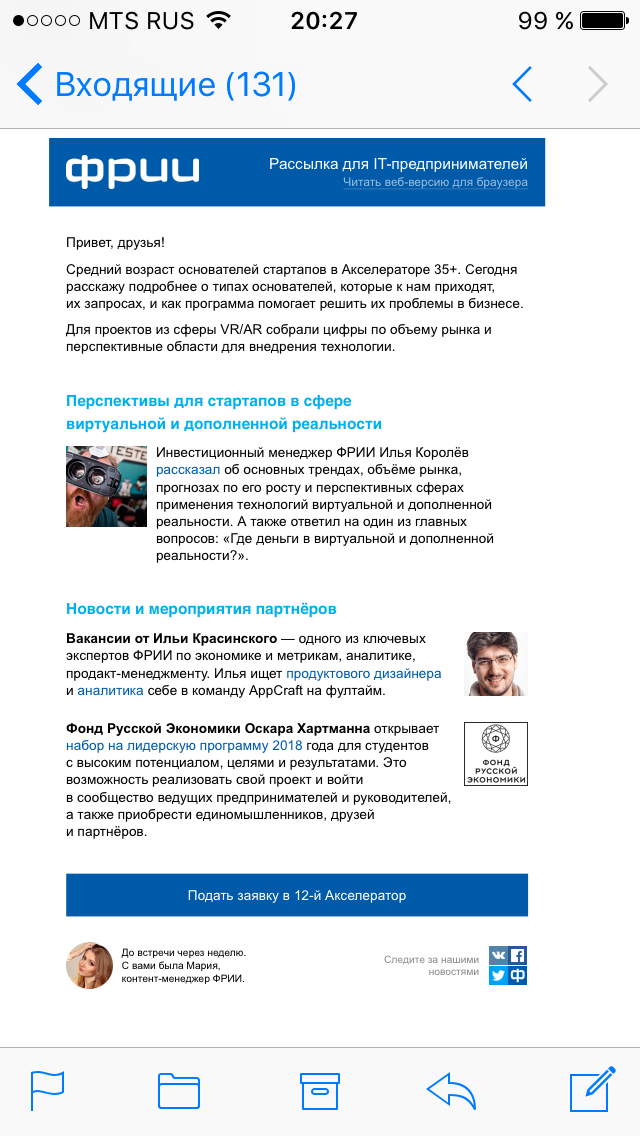 MTS RUS 20:27 99 %
Входящие (131)
фрии
Рассылка для IT-предпринимателей
Читать веб-версию для браузера
Привет, друзья!
Средний возраст основателей стартапов в Акселераторе 35+. Сегодня
расскажу подробнее о типах основателей, которые к нам приходят,
их запросах, и как программа помогает решить их проблемы в бизнесе.
Для проектов из сферы VR/AR собрали цифры по объему рынка и
перспективные области для внедрения технологии.
Перспективы для стартапов в сфере
виртуальной и дополненной реальности
Инвестиционный менеджер ФРИИ Илья Королёв
рассказал об основных трендах, объёме рынка,
прогнозах по его росту и перспективных сферах
применения технологий виртуальной и дополненной
реальности. А также ответил на один из главных
вопросов: «Где деньги в виртуальной и дополненной
реальности?».
Новости и мероприятия партнёров
Вакансии от Ильи Красинского — одного из ключевых
экспертов ФРИИ по экономике и метрикам, аналитике,
продакт-менеджменту. Илья ищет продуктового дизайнера
и аналитика себе в команду AppCraft на фултайм.
Фонд Русской Экономики Оскара Хартманна открывает
набор на лидерскую программу 2018 года для студентов
с высоким потенциалом, целями и результатами. Это
возможность реализовать свой проект и войти
в сообщество ведущих предпринимателей и руководителей,
а также приобрести единомышленников, друзей
и партнёров.
Ф
ФОНД
РУССКОЙ
ЭКОНОМИКИ
Подать заявку в 12-й Акселератор
До встречи через неделю.
С вами была Мария,
контент-менеджер ФРИИ.
Следите за нашими
новостями